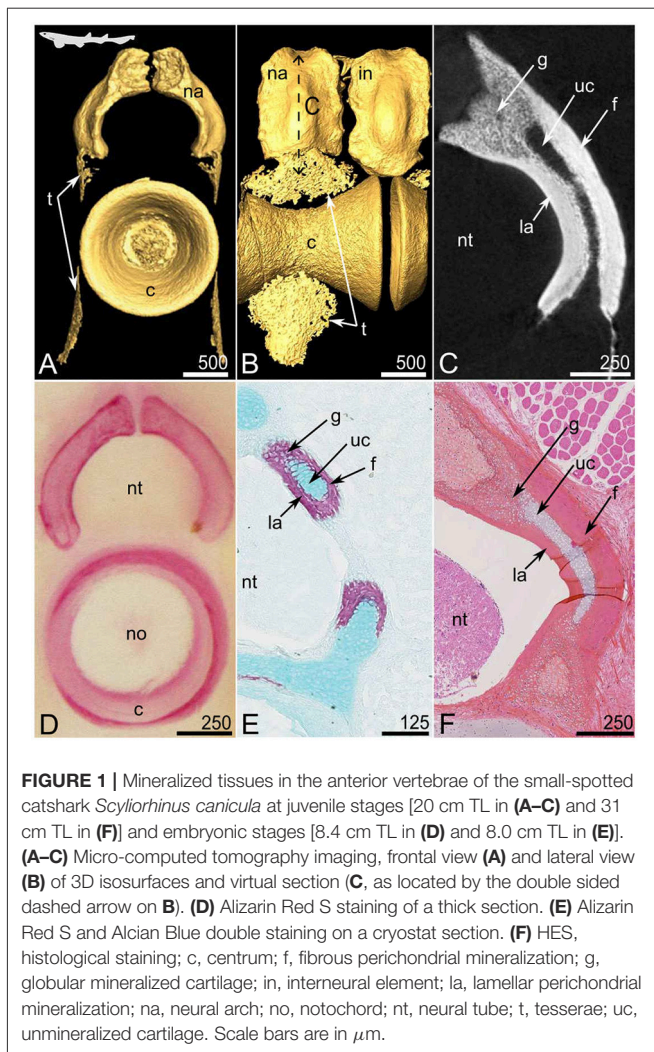 na
t
c
A
500
na
in
C
t
c
B
500
g
uc
f
la
nt
C
250
nt
no
c
D
250
g
uc
f
la
nt
E
125
g
uc
f
la
nt
F
250
FIGURE 1 | Mineralized tissues in the anterior vertebrae of the small-spotted
catshark Scyliorhinus canicula at juvenile stages [20 cm TL in (A–C) and 31
cm TL in (F)] and embryonic stages [8.4 cm TL in (D) and 8.0 cm TL in (E)].
(A–C) Micro-computed tomography imaging, frontal view (A) and lateral view
(B) of 3D isosurfaces and virtual section (C, as located by the double sided
dashed arrow on B). (D) Alizarin Red S staining of a thick section. (E) Alizarin
Red S and Alcian Blue double staining on a cryostat section. (F) HES,
histological staining; c, centrum; f, fibrous perichondrial mineralization; g,
globular mineralized cartilage; in, interneural element; la, lamellar perichondrial
mineralization; na, neural arch; no, notochord; nt, neural tube; t, tesserae; uc,
unmineralized cartilage. Scale bars are in μm.